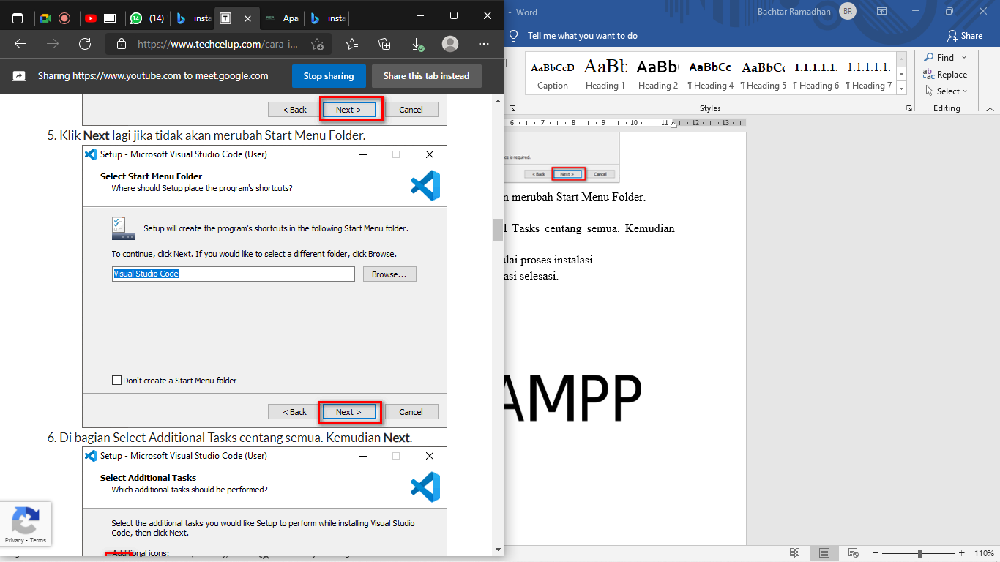 (14)
insta
Apa
insta
https://www.techcelup.com/cara-i...
Sharing https://www.youtube.com to meet.google.com
Stop sharing
Share this tab instead
< Back
Next >
Cancel
5. Klik Next lagi jika tidak akan merubah Start Menu Folder.
Setup - Microsoft Visual Studio Code (User)
Select Start Menu Folder
Where should Setup place the program's shortcuts?
Setup will create the program's shortcuts in the following Start Menu folder.
To continue, click Next. If you would like to select a different folder, click Browse.
Visual Studio Code
Browse...
Don't create a Start Menu folder
< Back
Next >
Cancel
6. Di bagian Select Additional Tasks centang semua. Kemudian Next.
Setup - Microsoft Visual Studio Code (User)
Select Additional Tasks
Which additional tasks should be performed?
Select the additional tasks you would like Setup to perform while installing Visual Studio
Code, then click Next.
Additional icons:
Privacy - Terms
- Word
Bachtar Ramadhan
BR
Tell me what you want to do
Share
AaBbCcD
AaBb
AaBb
AaBbCc
AaBbCc
1.1.1.1.1.
1.1.1.1.1.
Caption
Heading 1
Heading 2
¶ Heading 4
¶ Heading 5
¶ Heading 6
¶ Heading 7
Styles
Find
Replace
Select
Editing
6 7 8 9 10 11 12 13
ce is required.
< Back
Next >
Cancel
n merubah Start Menu Folder.
l Tasks centang semua. Kemudian
lai proses instalasi.
asi selesasi.
AMPP
110%